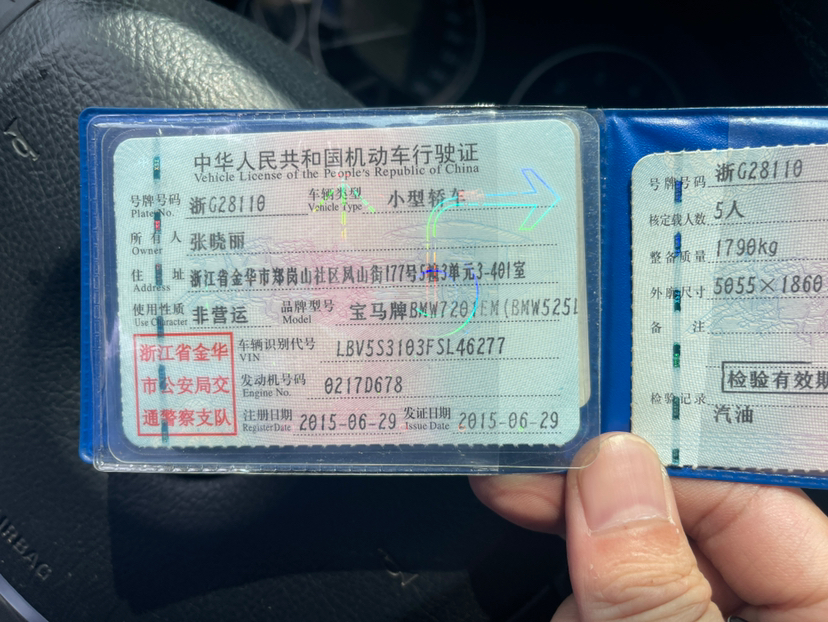 中华人民共和国机动车行驶证
Vehicle License of the People's Republic of China
号牌号码 浙G28110 车辆类型 小型轿车
Plate No. Vehicle Type
所有人 张晓丽
Owner
住址 浙江省金华市郑岗山社区凤山街177号5幢3单元3-401室
Address
使用性质 非营运 品牌型号 宝马牌BMW7201EM(BMW525L
Use Character Model
浙江省金华
市公安局交
通警察支队
车辆识别代号 LBV5S3103FSL46277
VIN
发动机号码 0217D678
Engine No.
注册日期 2015-06-29 发证日期 2015-06-29
Register Date Issue Date
号牌号码 浙G28110
核定载人数 5人
整备质量 1790kg
外廓尺寸 5055×1860
备注
检验有效期
检验记录
汽油
AIRBAG